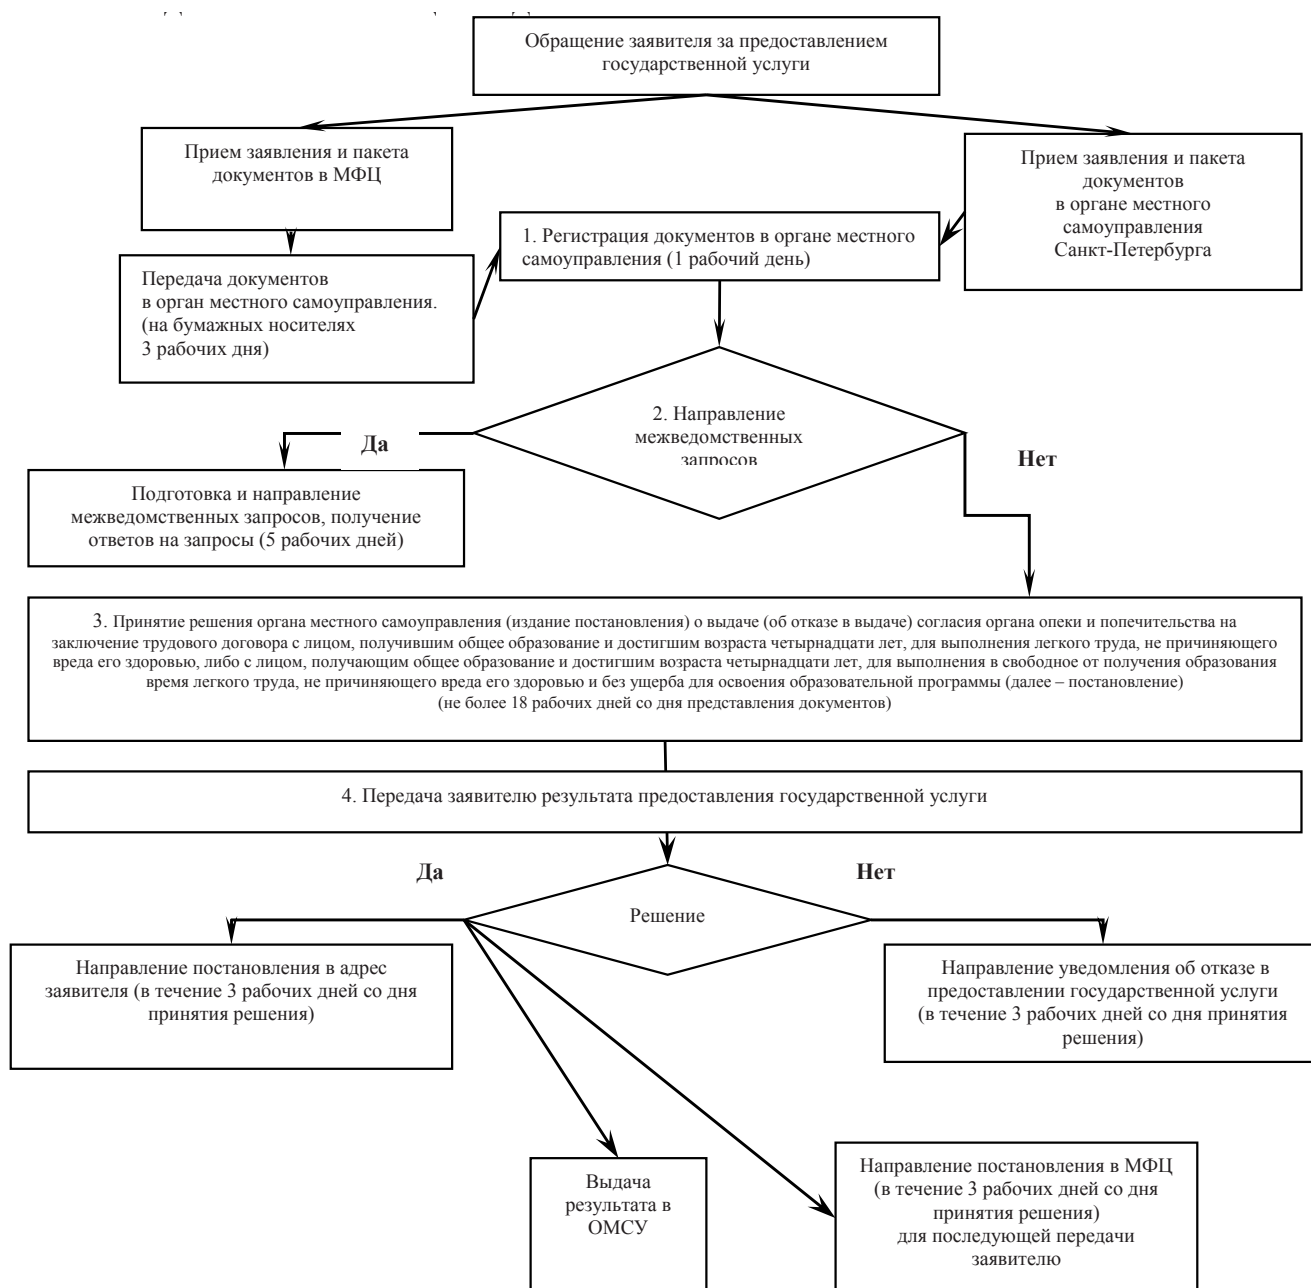 Обращение заявителя за предоставлением
государственной услуги
Прием заявления и пакета
документов в МФЦ
Прием заявления и пакета
документов
в органе местного
самоуправления
Санкт-Петербурга
1. Регистрация документов в органе местного
самоуправления (1 рабочий день)
Передача документов
в орган местного самоуправления.
(на бумажных носителях
3 рабочих дня)
2. Направление
межведомственных
запросов
Да
Нет
Подготовка и направление
межведомственных запросов, получение
ответов на запросы (5 рабочих дней)
3. Принятие решения органа местного самоуправления (издание постановления) о выдаче (об отказе в выдаче) согласия органа опеки и попечительства на
заключение трудового договора с лицом, получившим общее образование и достигшим возраста четырнадцати лет, для выполнения легкого труда, не причиняющего
вреда его здоровью, либо с лицом, получающим общее образование и достигшим возраста четырнадцати лет, для выполнения в свободное от получения образования
время легкого труда, не причиняющего вреда его здоровью и без ущерба для освоения образовательной программы (далее – постановление)
(не более 18 рабочих дней со дня представления документов)
4. Передача заявителю результата предоставления государственной услуги
Да
Нет
Решение
Направление постановления в адрес
заявителя (в течение 3 рабочих дней со дня
принятия решения)
Направление уведомления об отказе в
предоставлении государственной услуги
(в течение 3 рабочих дней со дня принятия
решения)
Выдача
результата в
ОМСУ
Направление постановления в МФЦ
(в течение 3 рабочих дней со дня
принятия решения)
для последующей передачи
заявителю